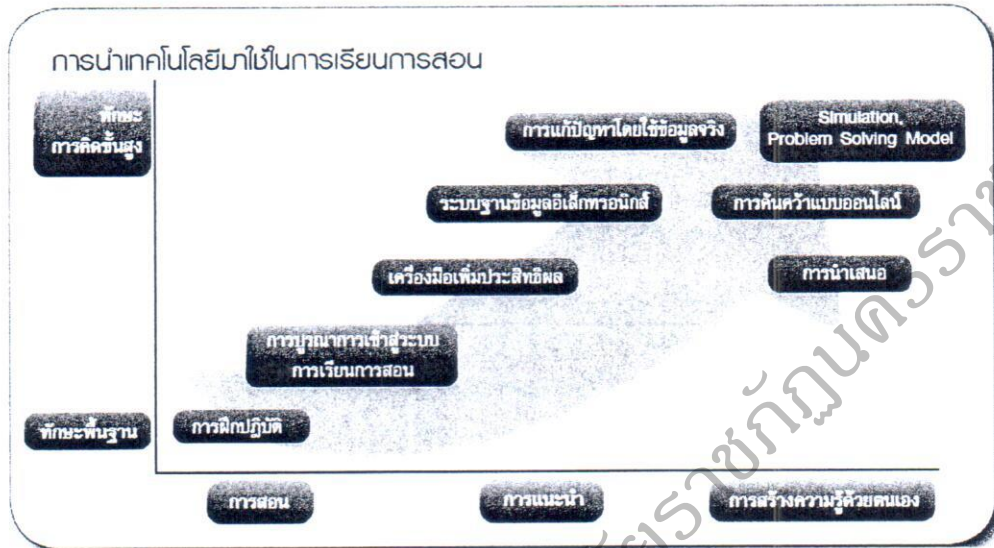 การนำเทคโนโลยีมาใช้ในการเรียนการสอน
ทักษะ
การคิดขั้นสูง
การแก้ปัญหาโดยใช้ข้อมูลจริง
Simulation,
Problem Solving Model
ระบบฐานข้อมูลอิเล็กทรอนิกส์
การค้นคว้าแบบออนไลน์
เครื่องมือเพิ่มประสิทธิผล
การนำเสนอ
การบูรณาการเข้าสู่ระบบ
การเรียนการสอน
ทักษะพื้นฐาน
การฝึกปฏิบัติ
การสอน
การแนะนำ
การสร้างความรู้ด้วยตนเอง